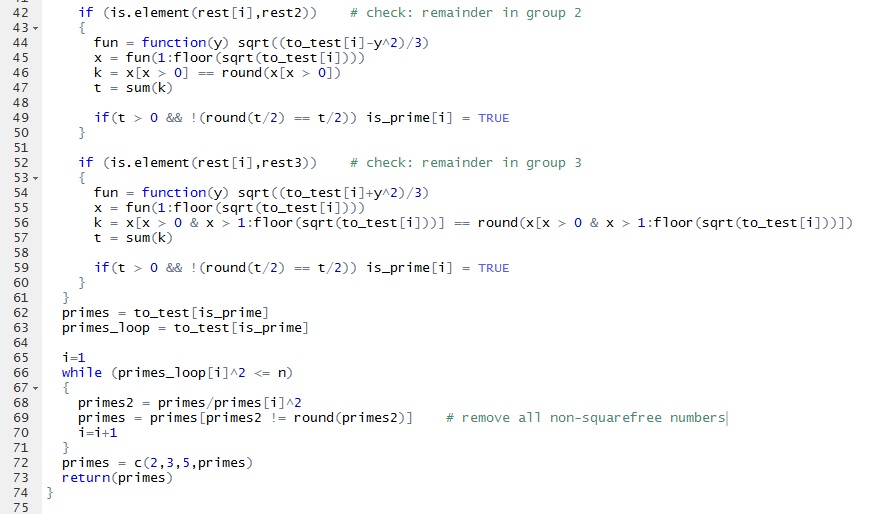 42 if (is.element(rest[i],rest2)) # check: remainder in group 2
43 {
44 fun = function(y) sqrt((to_test[i]-y^2)/3)
45 x = fun(1:floor(sqrt(to_test[i])))
46 k = x[x > 0] == round(x[x > 0])
47 t = sum(k)
48
49 if(t > 0 && !(round(t/2) == t/2)) is_prime[i] = TRUE
50 }
51
52 if (is.element(rest[i],rest3)) # check: remainder in group 3
53 {
54 fun = function(y) sqrt((to_test[i]+y^2)/3)
55 x = fun(1:floor(sqrt(to_test[i])))
56 k = x[x > 0 & x > 1:floor(sqrt(to_test[i]))] == round(x[x > 0 & x > 1:floor(sqrt(to_test[i]))])
57 t = sum(k)
58
59 if(t > 0 && !(round(t/2) == t/2)) is_prime[i] = TRUE
60 }
61 }
62 primes = to_test[is_prime]
63 primes_loop = to_test[is_prime]
64
65 i=1
66 while (primes_loop[i]^2 <= n)
67 {
68 primes2 = primes/primes[i]^2
69 primes = primes[primes2 != round(primes2)] # remove all non-squarefree numbers
70 i=i+1
71 }
72 primes = c(2,3,5,primes)
73 return(primes)
74 }
75